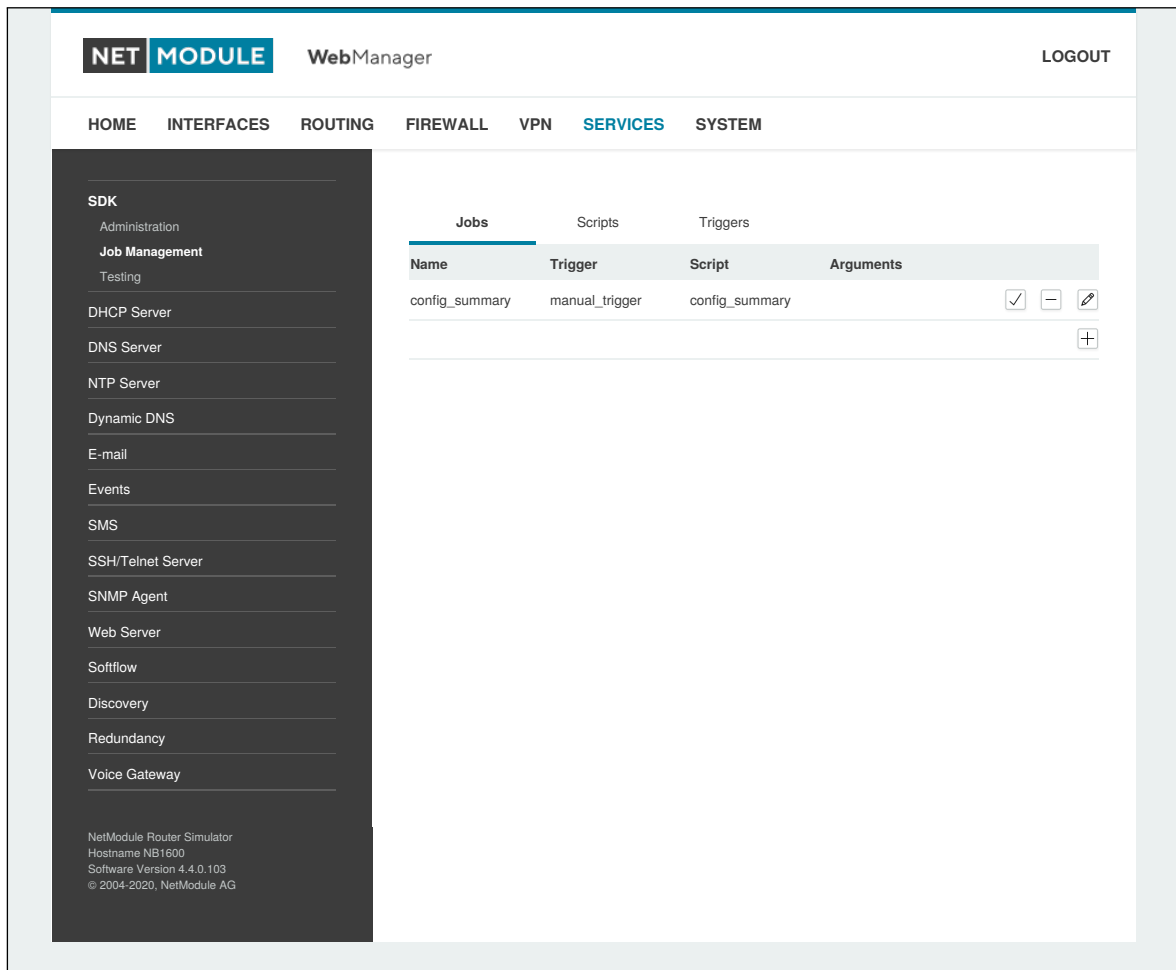 NET MODULE WebManager LOGOUT
HOME INTERFACES ROUTING FIREWALL VPN SERVICES SYSTEM
SDK
Administration
Job Management
Testing
DHCP Server
DNS Server
NTP Server
Dynamic DNS
E-mail
Events
SMS
SSH/Telnet Server
SNMP Agent
Web Server
Softflow
Discovery
Redundancy
Voice Gateway
NetModule Router Simulator
Hostname NB1600
Software Version 4.4.0.103
© 2004-2020, NetModule AG
Jobs Scripts Triggers
Name Trigger Script Arguments
config_summary manual_trigger config_summary